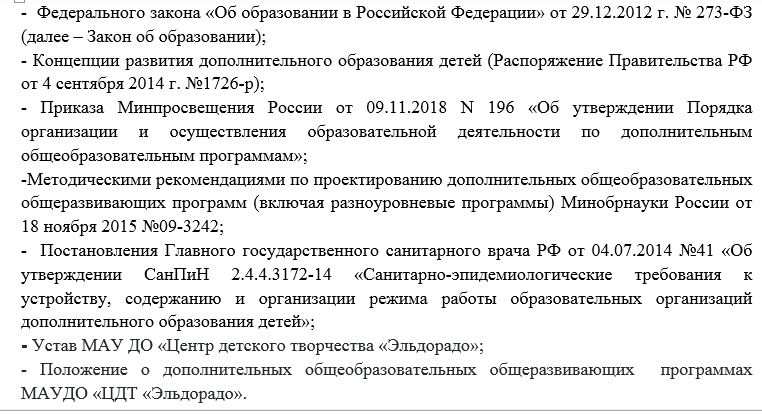 - Федерального закона «Об образовании в Российской Федерации» от 29.12.2012 г. № 273-ФЗ
(далее – Закон об образовании);
- Концепции развития дополнительного образования детей (Распоряжение Правительства РФ
от 4 сентября 2014 г. №1726-р);
- Приказа Минпросвещения России от 09.11.2018 N 196 «Об утверждении Порядка
организации и осуществления образовательной деятельности по дополнительным
общеобразовательным программам»;
-Методическими рекомендациями по проектированию дополнительных общеобразовательных
общеразвивающих программ (включая разноуровневые программы) Минобрнауки России от
18 ноября 2015 №09-3242;
- Постановления Главного государственного санитарного врача РФ от 04.07.2014 №41 «Об
утверждении СанПиН 2.4.4.3172-14 «Санитарно-эпидемиологические требования к
устройству, содержанию и организации режима работы образовательных организаций
дополнительного образования детей»;
- Устав МАУ ДО «Центр детского творчества «Эльдорадо»;
- Положение о дополнительных общеобразовательных общеразвивающих программах
МАУДО «ЦДТ «Эльдорадо».